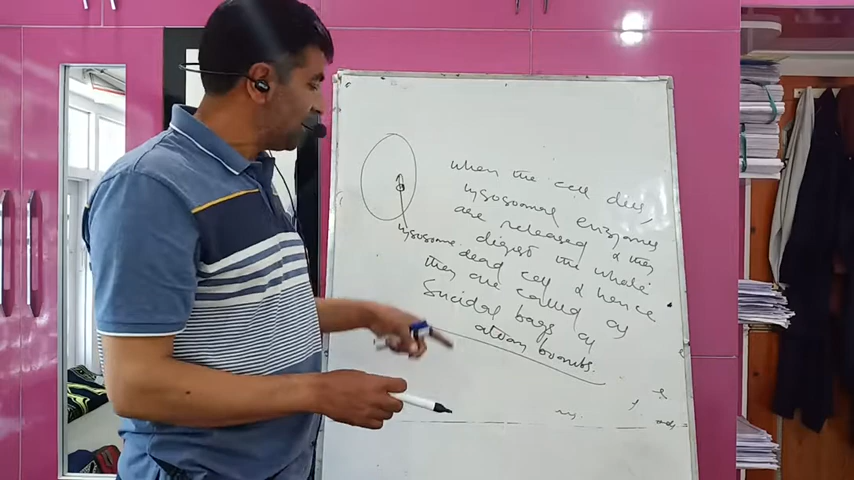 when the cell dies,
lysosomal enzymes
are released & they
lysosome
digest the whole
dead cell & hence
they are called as
Suicidal bags or
atom bombs.